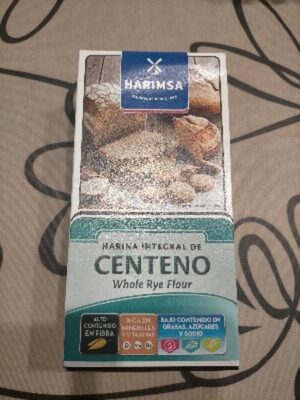 HARIMSA
HARINA INTEGRAL DE
CENTENO
Whole Rye Flour
ALTO
CONTENIDO
EN FIBRA
RICA EN
MINERALES
Y VITAMINAS
BAJO CONTENIDO EN
GRASAS, AZÚCARES
Y SODIO